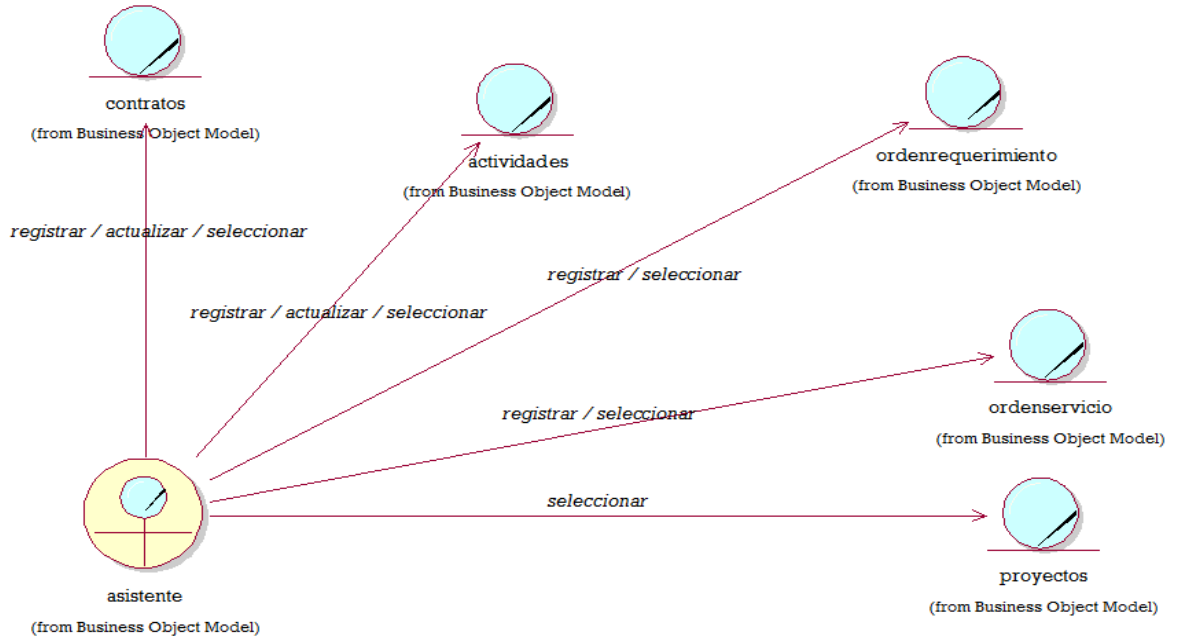 contratos
(from Business Object Model)
actividades
(from Business Object Model)
ordenrequerimiento
(from Business Object Model)
registrar / actualizar / seleccionar
registrar / seleccionar
registrar / actualizar / seleccionar
registrar / seleccionar
ordenservicio
(from Business Object Model)
seleccionar
proyectos
(from Business Object Model)
asistente
(from Business Object Model)